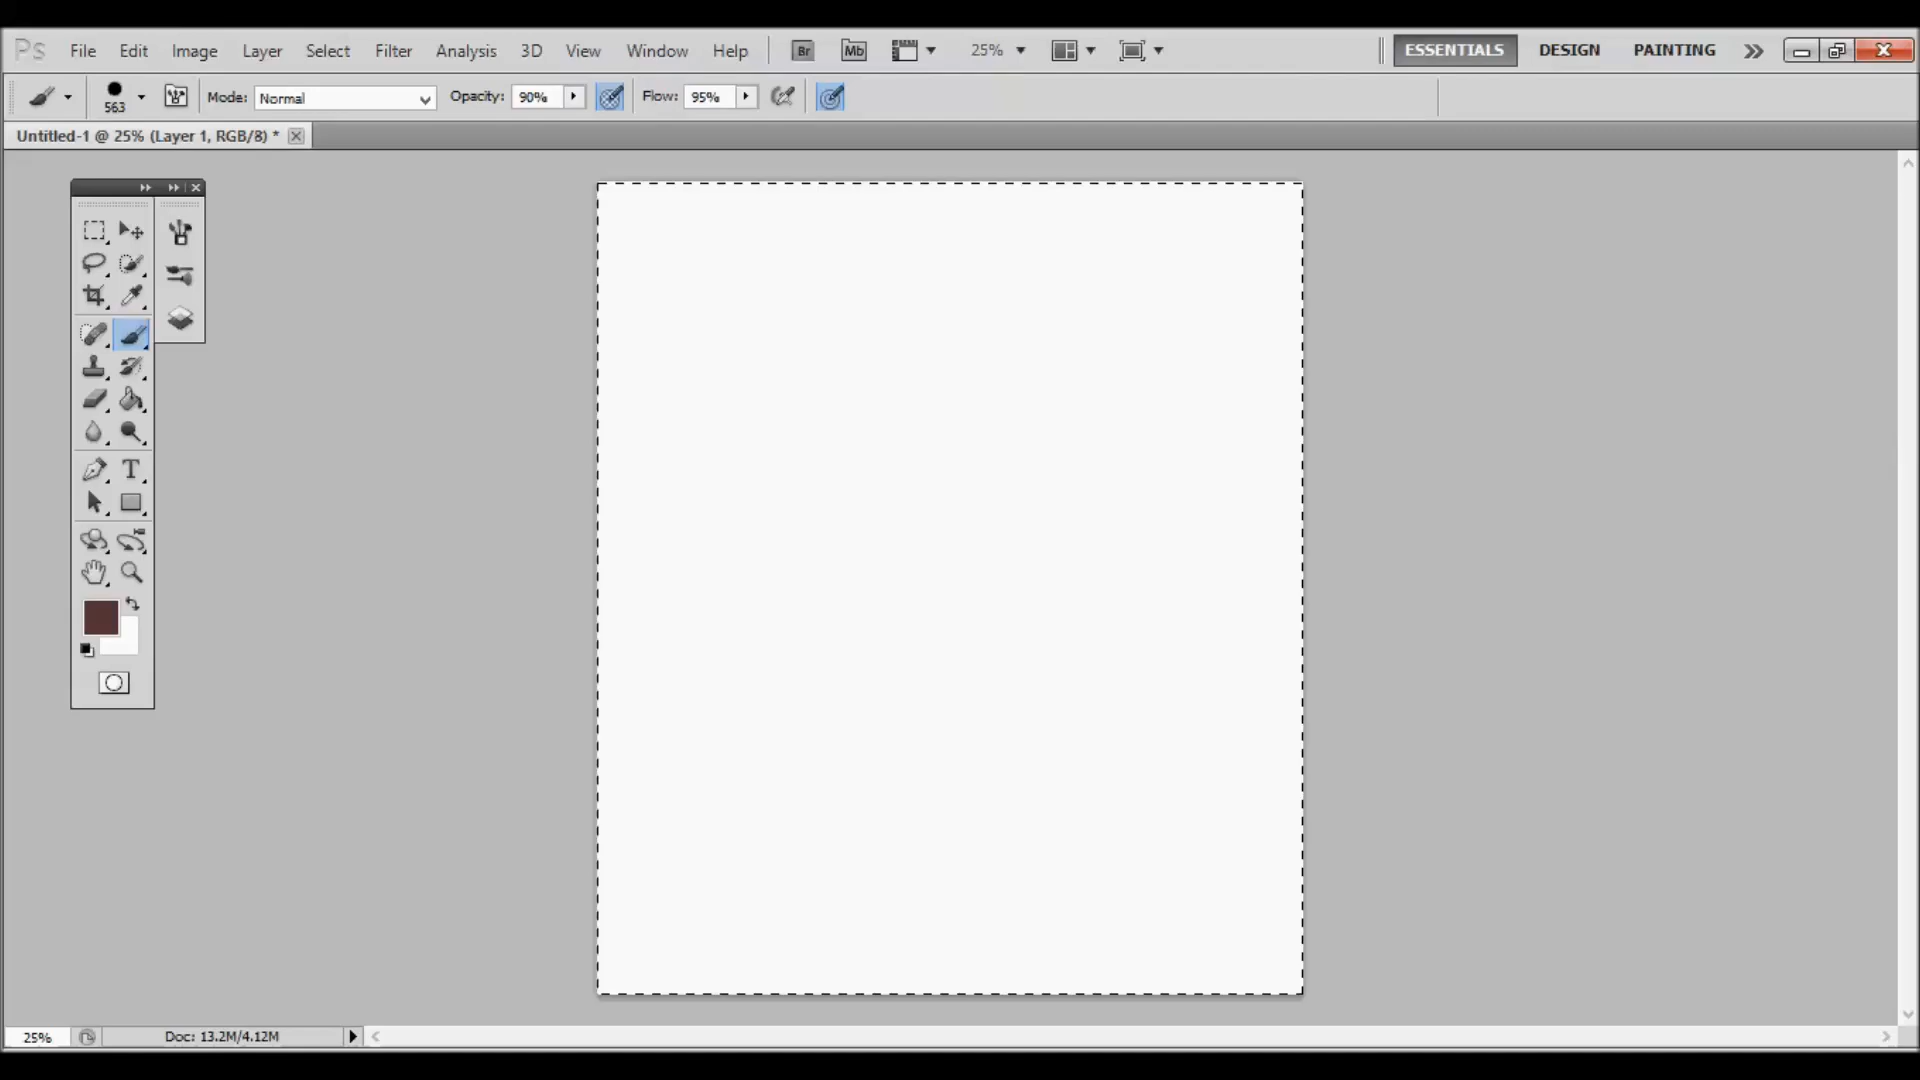 Ps File Edit Image Layer Select Filter Analysis 3D View Window Help Br Mb 25% ESSENTIALS DESIGN PAINTING
563 Mode: Normal Opacity: 90% Flow: 95%
Untitled-1 @ 25% (Layer 1, RGB/8) *
T
25% Doc: 13.2M/4.12M